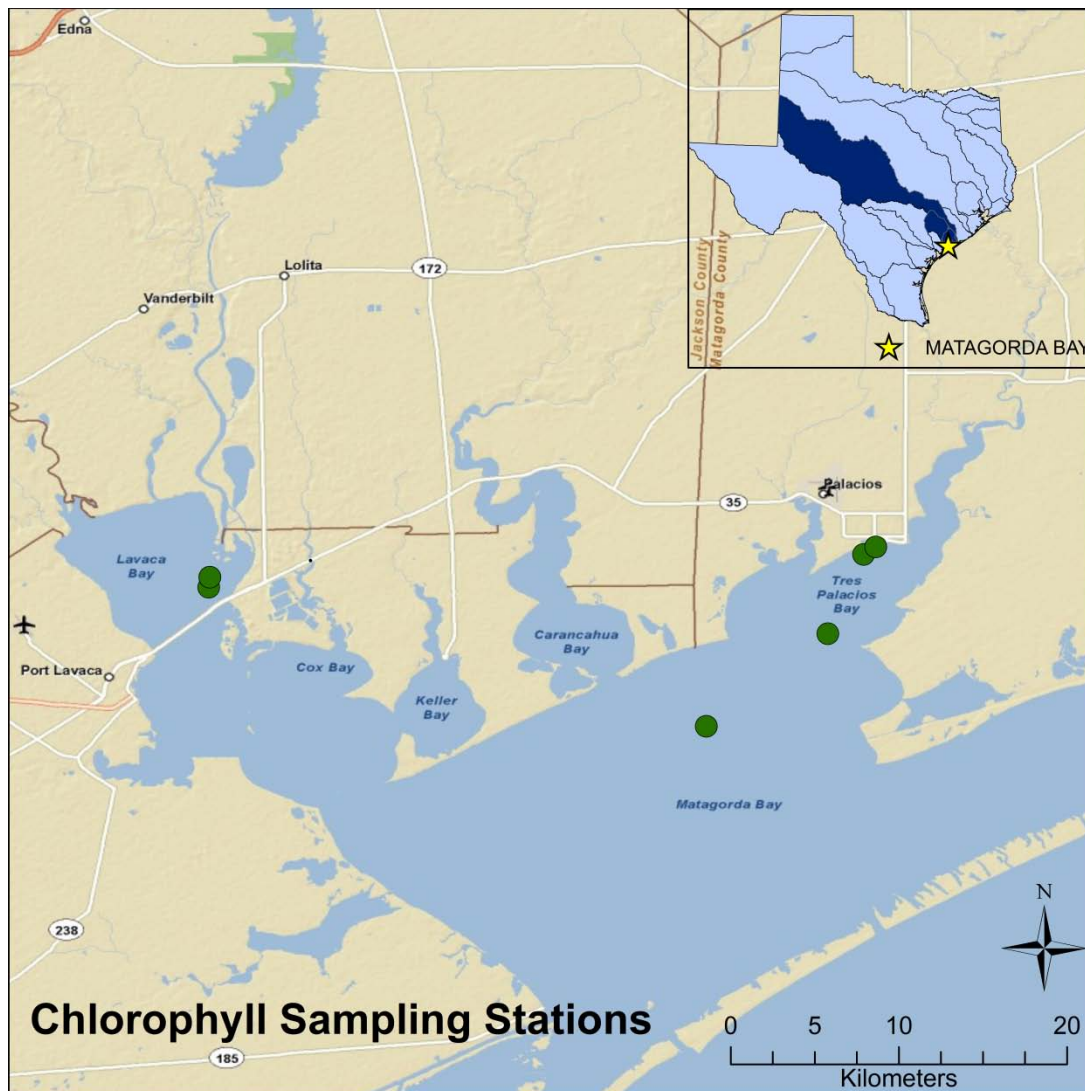 Edna
MATAGORDA BAY
Jackson County
Matagorda County
Lolita
172
Vanderbilt
Palacios
35
Lavaca
Bay
Tres
Palacios
Bay
Carancahua
Bay
Cox Bay
Port Lavaca
Keller
Bay
Matagorda Bay
238
N
Chlorophyll Sampling Stations
185
0 5 10 20
Kilometers